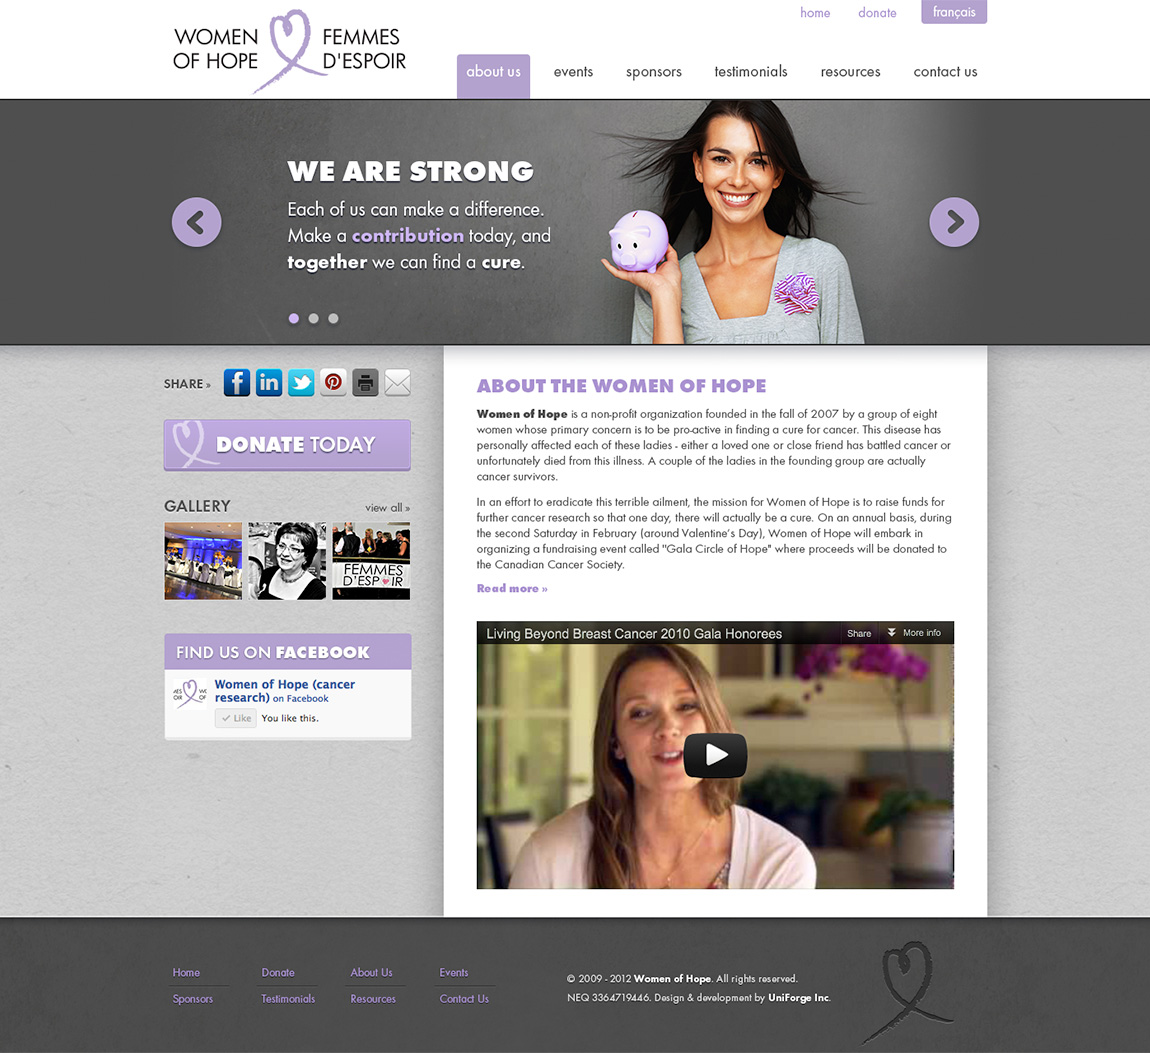 home donate français
WOMEN FEMMES
OF HOPE D'ESPOIR
about us events sponsors testimonials resources contact us
WE ARE STRONG
Each of us can make a difference.
Make a contribution today, and
together we can find a cure.
SHARE »
DONATE TODAY
GALLERY view all »
FEMMES
D'ESPOIR
FIND US ON FACEBOOK
Women of Hope (cancer
research) on Facebook
Like You like this.
ABOUT THE WOMEN OF HOPE
Women of Hope is a non-profit organization founded in the fall of 2007 by a group of eight
women whose primary concern is to be pro-active in finding a cure for cancer. This disease has
personally affected each of these ladies - either a loved one or close friend has battled cancer or
unfortunately died from this illness. A couple of the ladies in the founding group are actually
cancer survivors.
In an effort to eradicate this terrible ailment, the mission for Women of Hope is to raise funds for
further cancer research so that one day, there will actually be a cure. On an annual basis, during
the second Saturday in February (around Valentine's Day), Women of Hope will embark in
organizing a fundraising event called "Gala Circle of Hope" where proceeds will be donated to
the Canadian Cancer Society.
Read more »
Living Beyond Breast Cancer 2010 Gala Honorees Share More info
Home Donate About Us Events
Sponsors Testimonials Resources Contact Us
© 2009 - 2012 Women of Hope. All rights reserved.
NEQ 3364719446. Design & development by UniForge Inc.